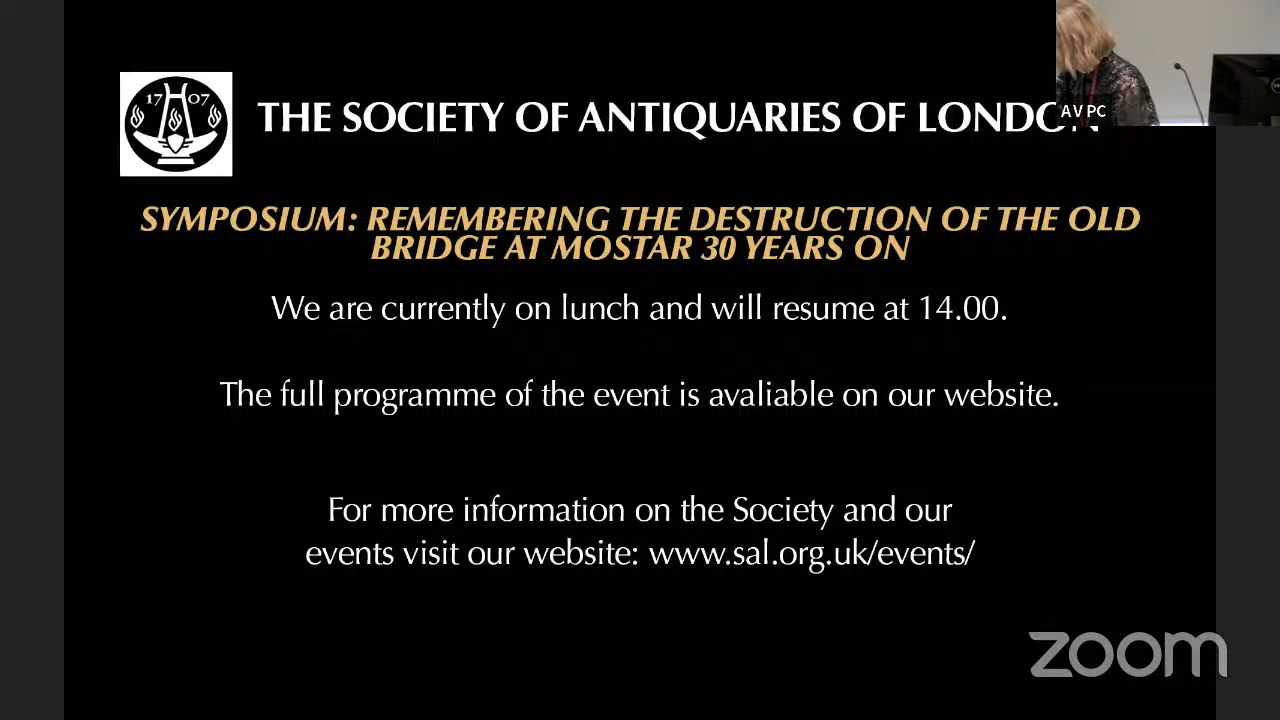 1707
THE SOCIETY OF ANTIQUARIES OF LONDON
AV PC
SYMPOSIUM: REMEMBERING THE DESTRUCTION OF THE OLD
BRIDGE AT MOSTAR 30 YEARS ON
We are currently on lunch and will resume at 14.00.
The full programme of the event is avaliable on our website.
For more information on the Society and our
events visit our website: www.sal.org.uk/events/
zoom